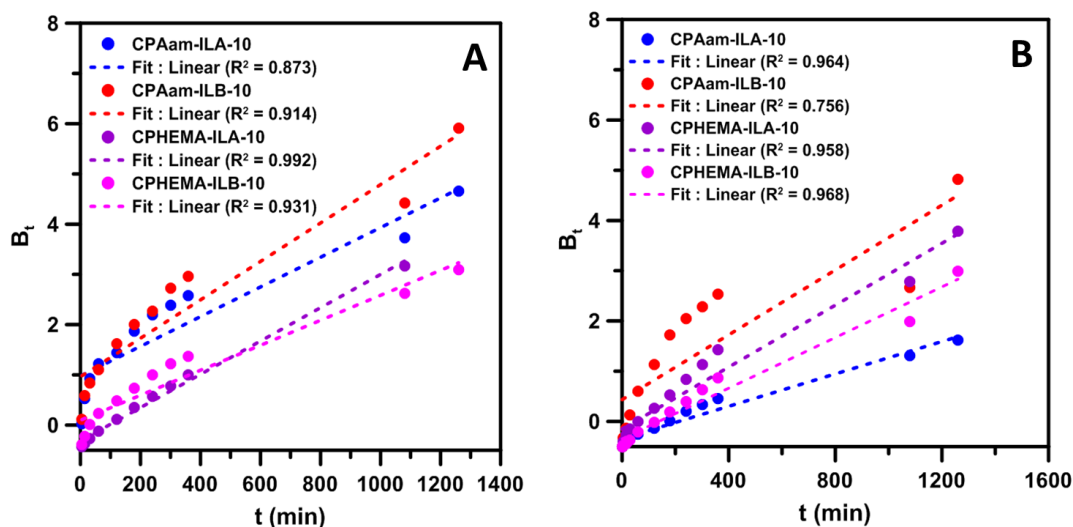 A
CPAam-ILA-10
Fit : Linear (R² = 0.873)
CPAam-ILB-10
Fit : Linear (R² = 0.914)
CPHEMA-ILA-10
Fit : Linear (R² = 0.992)
CPHEMA-ILB-10
Fit : Linear (R² = 0.931)
8
6
4
2
0
Bₜ
0 200 400 600 800 1000 1200 1400
t (min)
B
CPAam-ILA-10
Fit : Linear (R² = 0.964)
CPAam-ILB-10
Fit : Linear (R² = 0.756)
CPHEMA-ILA-10
Fit : Linear (R² = 0.958)
CPHEMA-ILB-10
Fit : Linear (R² = 0.968)
8
6
4
2
0
Bₜ
0 400 800 1200 1600
t (min)